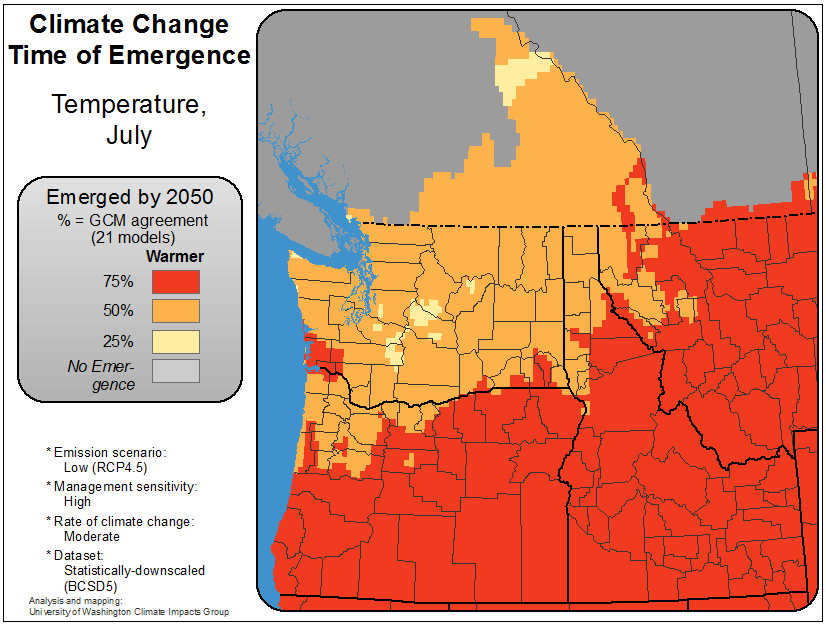 Climate Change
Time of Emergence
Temperature,
July
Emerged by 2050
% = GCM agreement
(21 models)
Warmer
75%
50%
25%
No Emer-
gence
* Emission scenario:
Low (RCP4.5)
* Management sensitivity:
High
* Rate of climate change:
Moderate
* Dataset:
Statistically-downscaled
(BCSD5)
Analysis and mapping:
University of Washington Climate Impacts Group